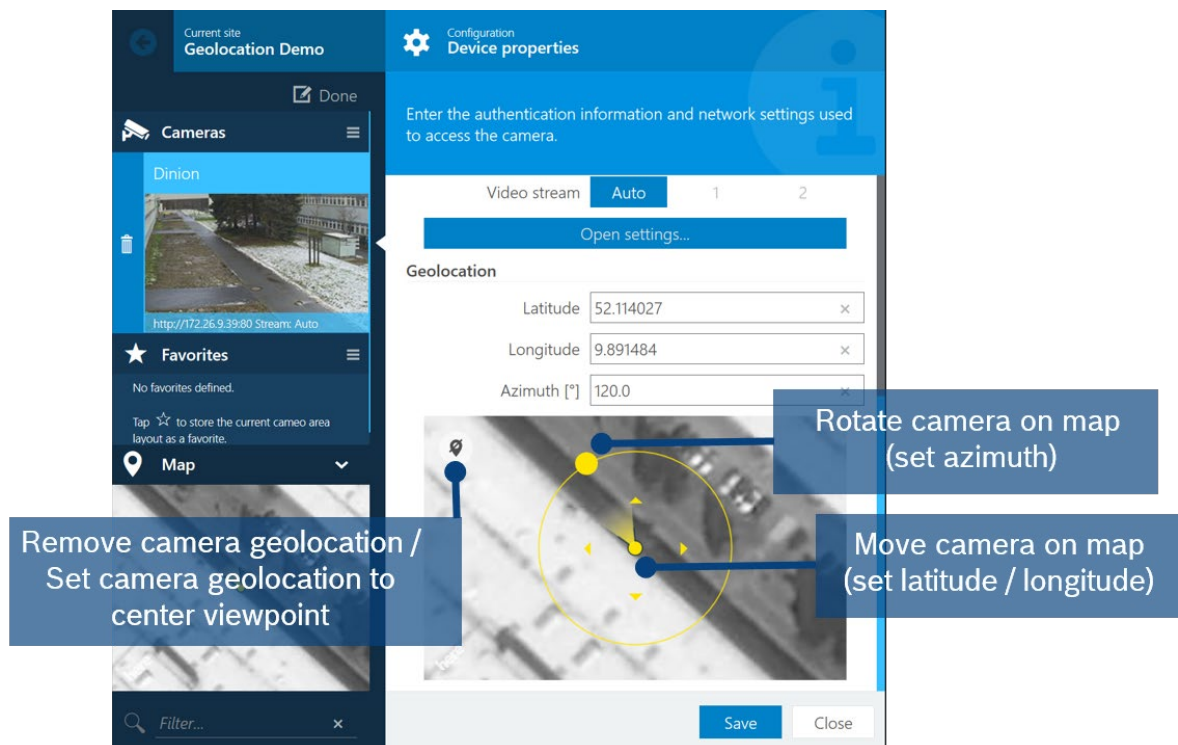 Current site
Geolocation Demo
Done
Cameras
Dinion
http://172.26.9.39:80 Stream: Auto
Favorites
No favorites defined.
Tap ☆ to store the current cameo area
layout as a favorite.
Map
Filter...
Configuration
Device properties
Enter the authentication information and network settings used
to access the camera.
Video stream Auto 1 2
Open settings...
Geolocation
Latitude 52.114027
Longitude 9.891484
Azimuth [°] 120.0
Rotate camera on map
(set azimuth)
Move camera on map
(set latitude / longitude)
Remove camera geolocation /
Set camera geolocation to
center viewpoint
here
Save Close